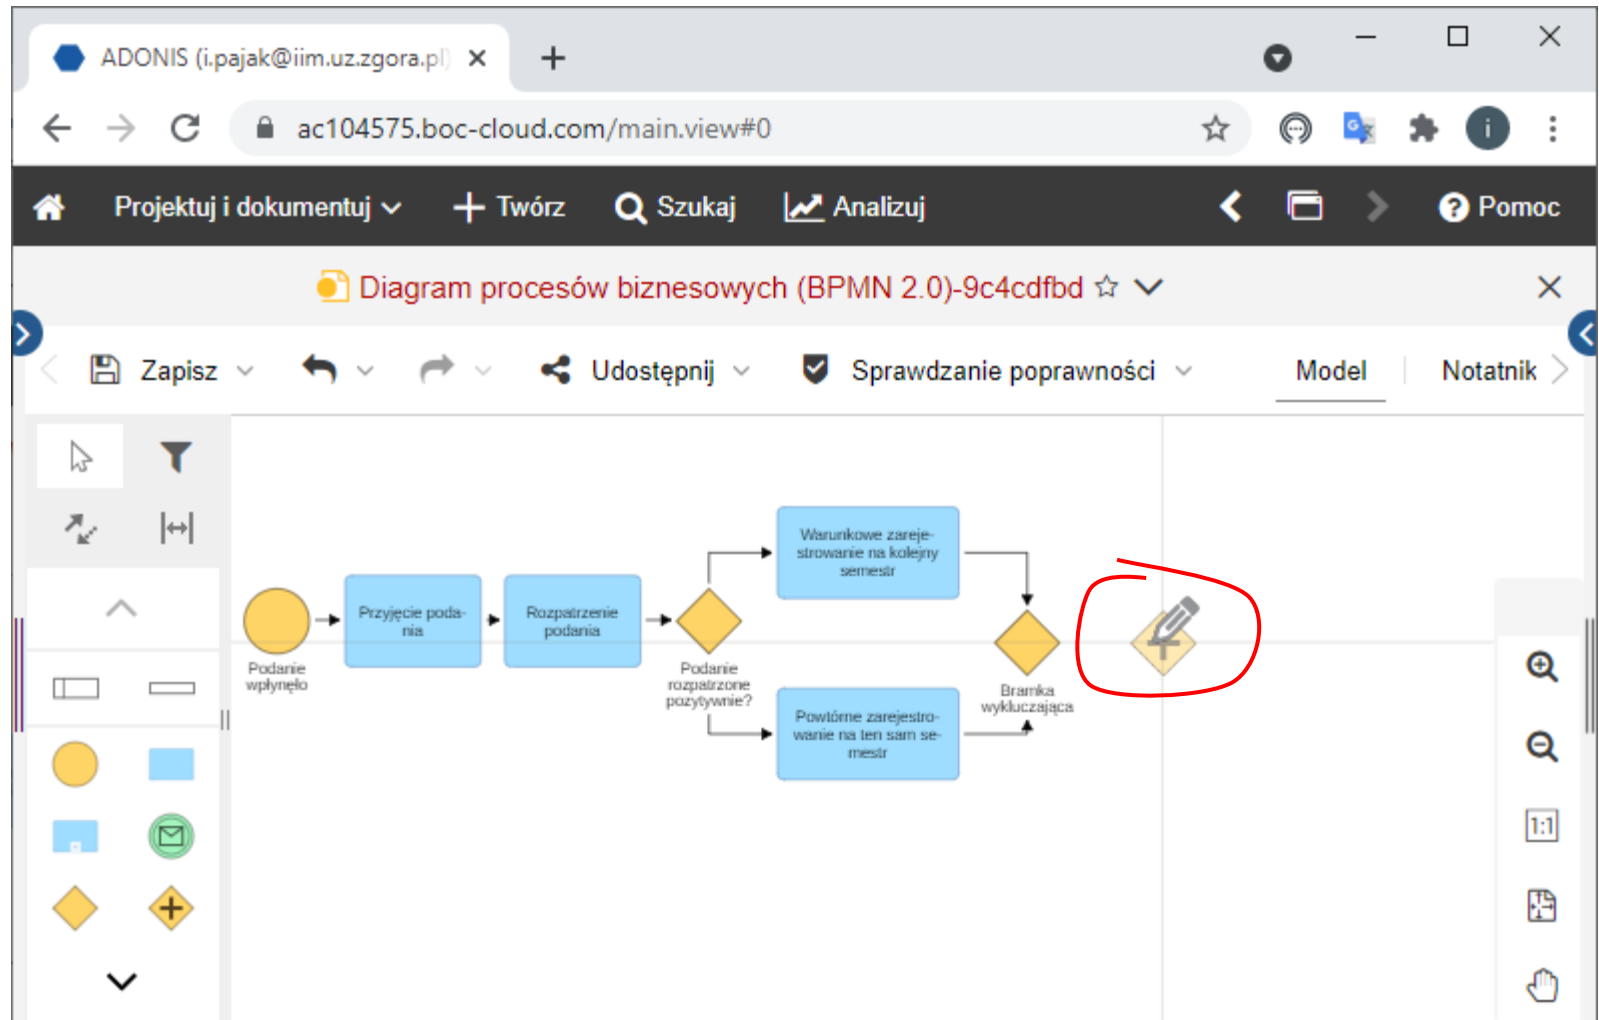 ADONIS (i.pajak@iim.uz.zgora.pl)
ac104575.boc-cloud.com/main.view#0
i
Projektuj i dokumentuj
Twórz
Szukaj
Analizuj
Pomoc
Diagram procesów biznesowych (BPMN 2.0)-9c4cdfbd
Zapisz
Udostępnij
Sprawdzanie poprawności
Model
Notatnik
Warunkowe zareje-
strowanie na kolejny
semestr
Przyjęcie poda-
nia
Rozpatrzenie
podania
Podanie
wpłynęło
Podanie
rozpatrzone
pozytywnie?
Bramka
wykluczająca
Powtórne zarejestro-
wanie na ten sam se-
mestr
1:1